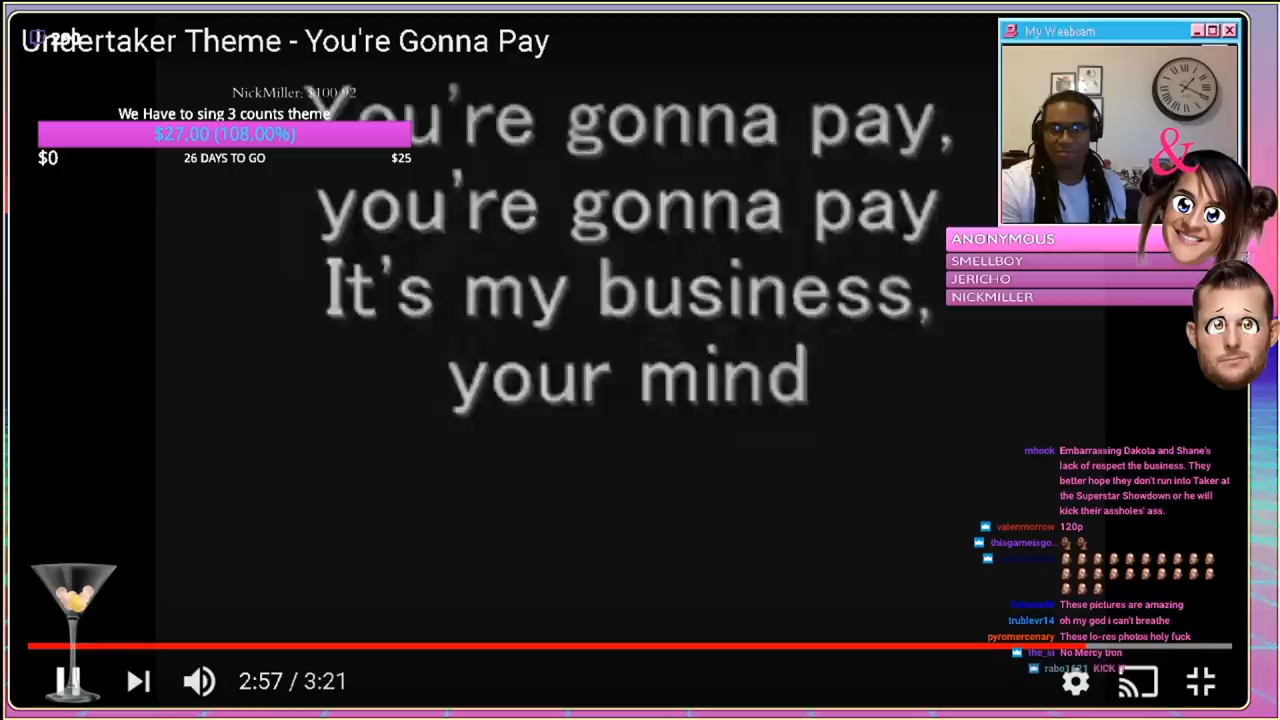 Undertaker Theme - You're Gonna Pay
NickMiller: $100.92
We Have to sing 3 counts theme
$27.00 (108.00%)
$0
26 DAYS TO GO
$25
You're gonna pay,
you're gonna pay
It's my business,
your mind
My Weebcam
&
ANONYMOUS
SMELLBOY
JERICHO
NICKMILLER
mhock Embarrassing Dakota and Shane's
lack of respect the business. They
better hope they don't run into Taker at
the Superstar Showdown or he will
kick their assholes' ass.
valenmorrow 120p
thisgameisgo...
These pictures are amazing
trublevr14 oh my god i can't breathe
pyromercenary These lo-res photos holy fuck
the_si No Mercy tron
rabo1621 KICK
2:57 / 3:21